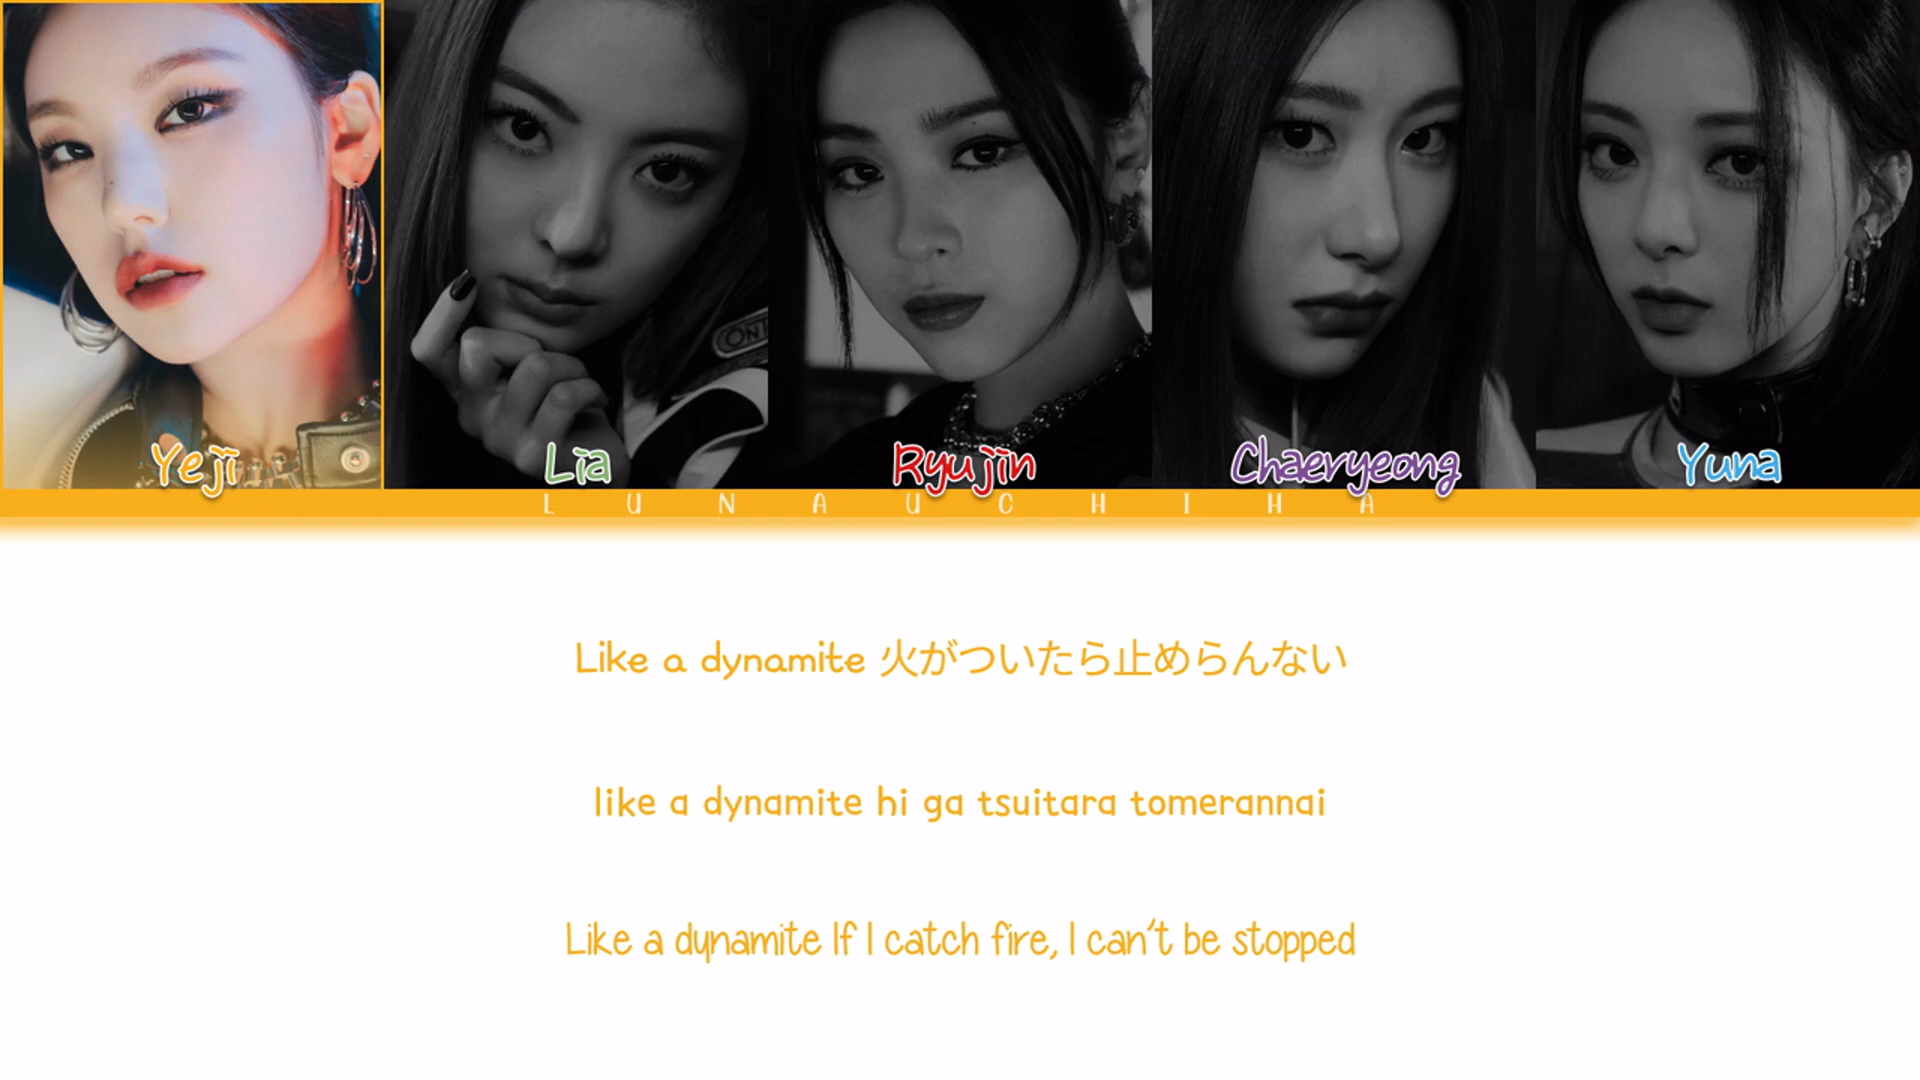 Yeji Lia Ryujin Chaeryeong Yuna
LUNAUCHIHA
Like a dynamite 火がついたら止めらんない
like a dynamite hi ga tsuitara tomerannai
Like a dynamite If I catch fire, I can't be stopped